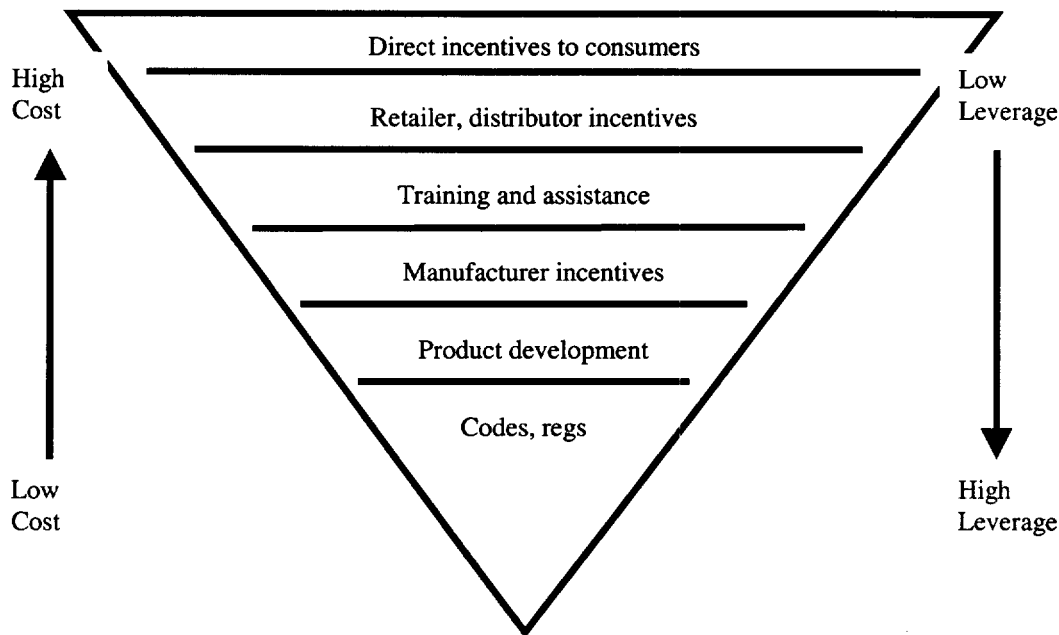 Direct incentives to consumers
High
Cost
Low
Leverage
Retailer, distributor incentives
Training and assistance
Manufacturer incentives
Product development
Codes, regs
Low
Cost
High
Leverage